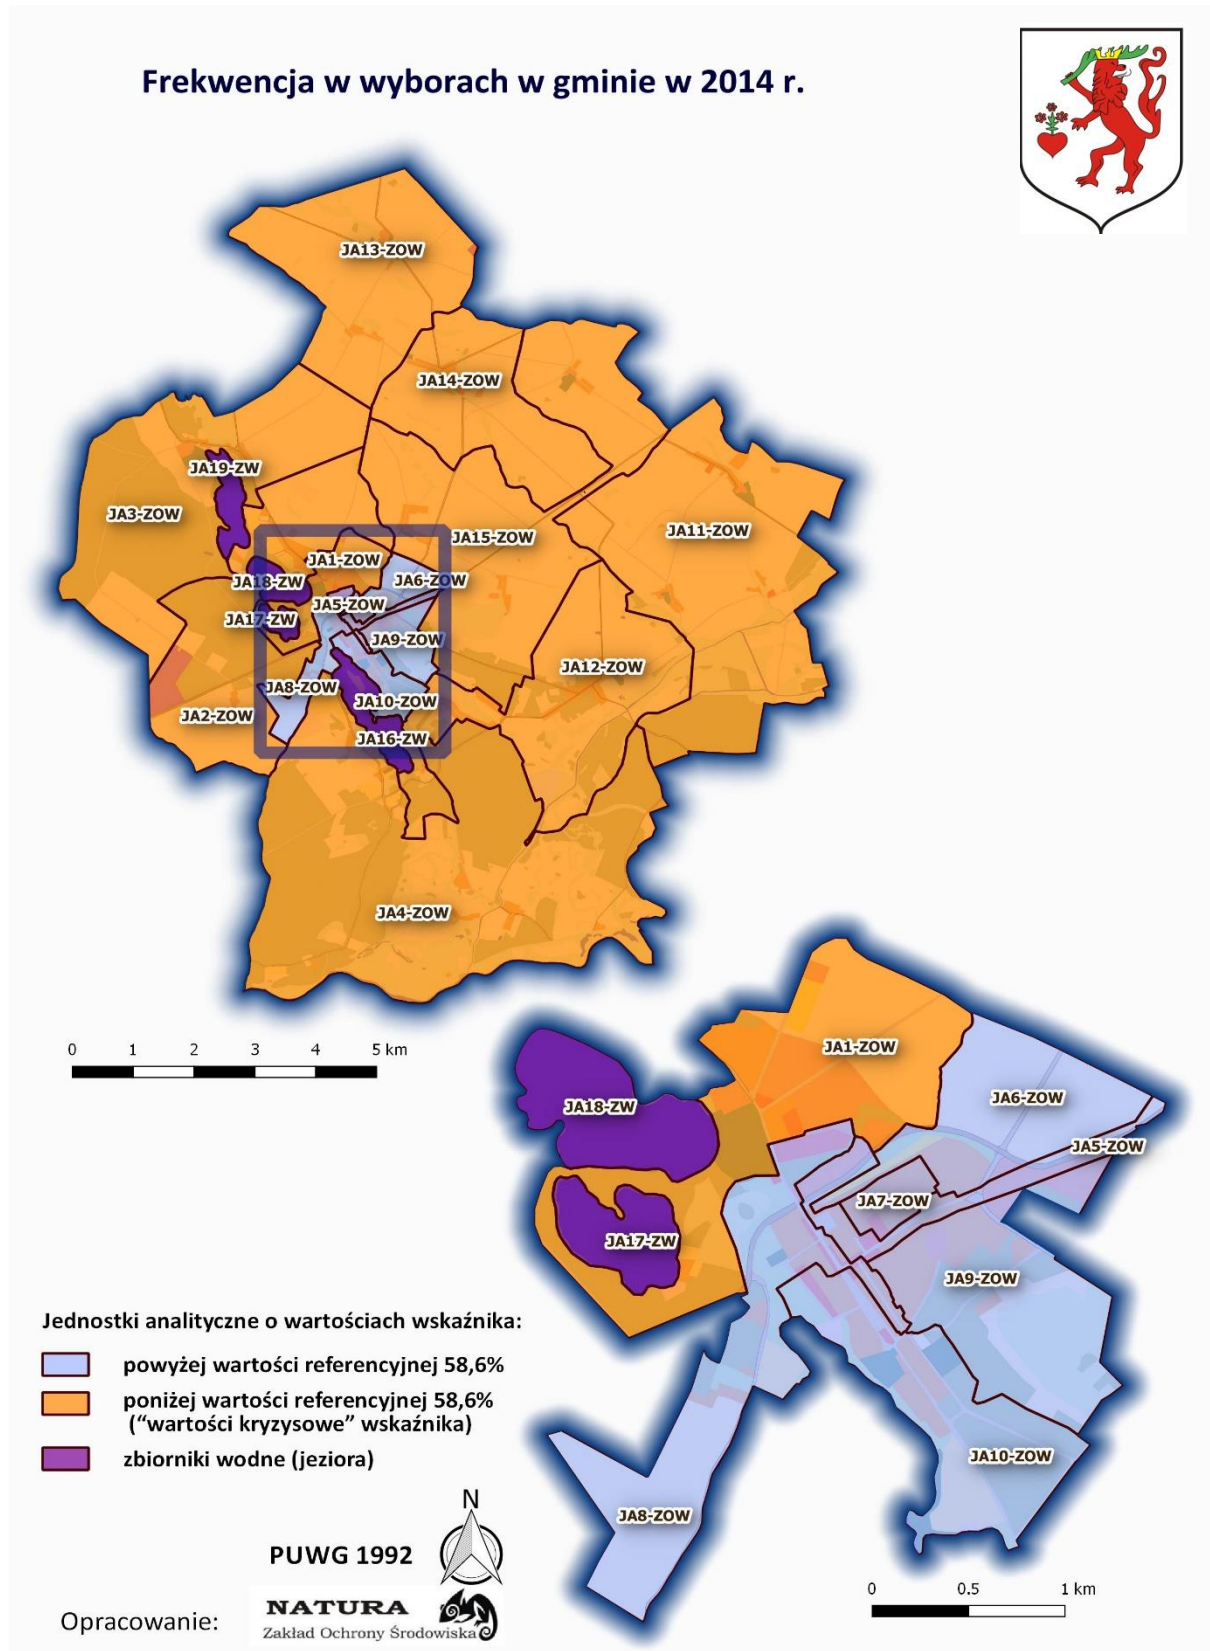 Frekwencja w wyborach w gminie w 2014 r.
JA13-ZOW
JA14-ZOW
JA19-ZW
JA3-ZOW
JA11-ZOW
JA15-ZOW
JA1-ZOW
JA18-ZW
JA6-ZOW
JA5-ZOW
JA17-ZW
JA9-ZOW
JA12-ZOW
JA8-ZOW
JA10-ZOW
JA2-ZOW
JA16-ZW
JA4-ZOW
0 1 2 3 4 5 km
JA1-ZOW
JA18-ZW
JA6-ZOW
JA5-ZOW
JA7-ZOW
JA17-ZW
JA9-ZOW
JA10-ZOW
JA8-ZOW
Jednostki analityczne o wartościach wskaźnika:
powyżej wartości referencyjnej 58,6%
poniżej wartości referencyjnej 58,6%
("wartości kryzysowe" wskaźnika)
zbiorniki wodne (jeziora)
N
PUWG 1992
0 0.5 1 km
Opracowanie:
NATURA
Zakład Ochrony Środowiska